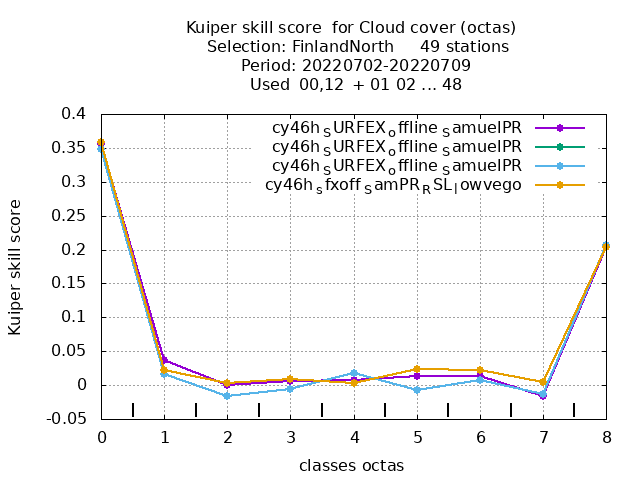 Kuiper skill score  for Cloud cover (octas)
Selection: FinlandNorth     49 stations
Period: 20220702-20220709
Used  00,12  + 01 02 ... 48
cy46h_SURFEX_offline_SamuelPR
cy46h_SURFEX_offline_SamuelPR
cy46h_SURFEX_offline_SamuelPR
cy46h_sfxoff_SamPR_RSL_lowvego
Kuiper skill score
0.4
0.35
0.3
0.25
0.2
0.15
0.1
0.05
0
-0.05
0 1 2 3 4 5 6 7 8
classes octas